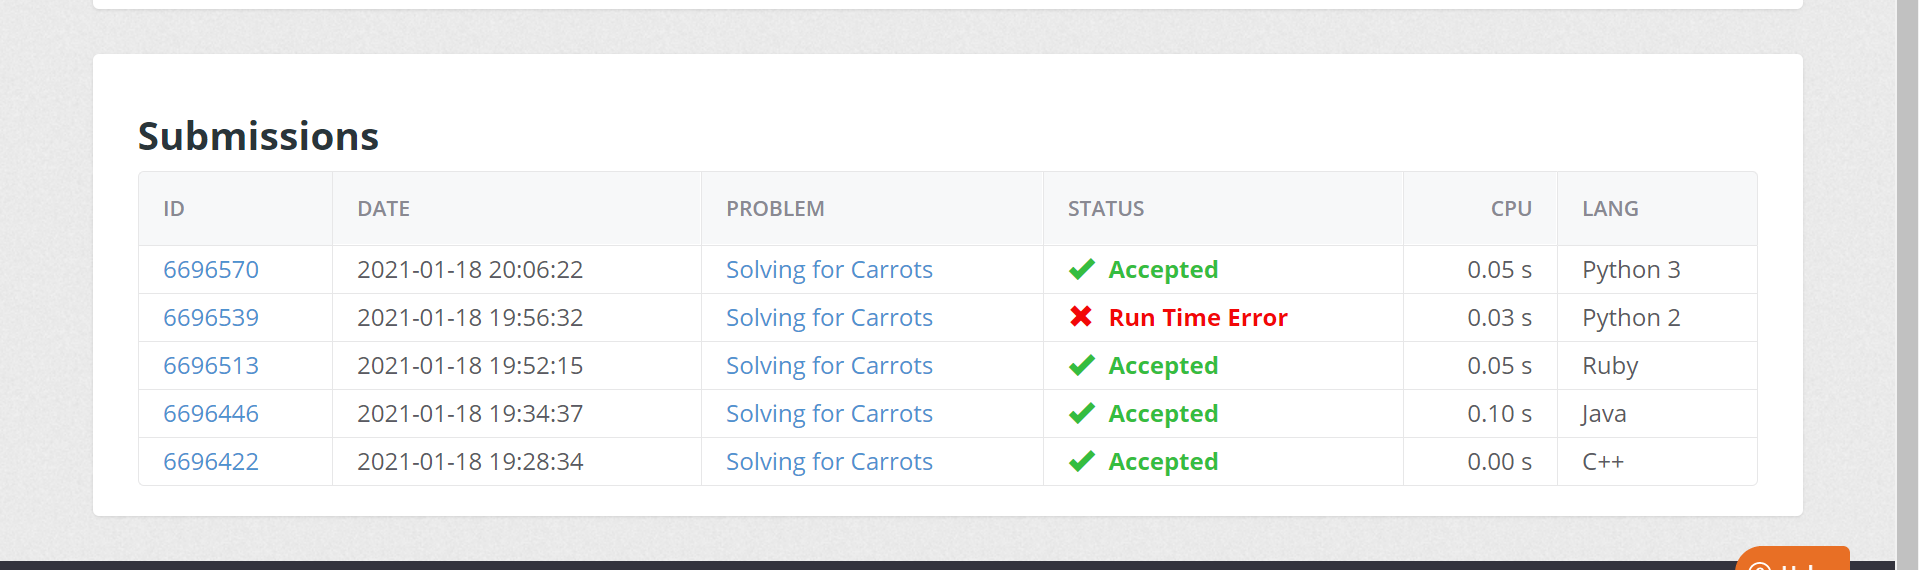 Submissions
ID DATE PROBLEM STATUS CPU LANG
6696570 2021-01-18 20:06:22 Solving for Carrots Accepted 0.05 s Python 3
6696539 2021-01-18 19:56:32 Solving for Carrots Run Time Error 0.03 s Python 2
6696513 2021-01-18 19:52:15 Solving for Carrots Accepted 0.05 s Ruby
6696446 2021-01-18 19:34:37 Solving for Carrots Accepted 0.10 s Java
6696422 2021-01-18 19:28:34 Solving for Carrots Accepted 0.00 s C++